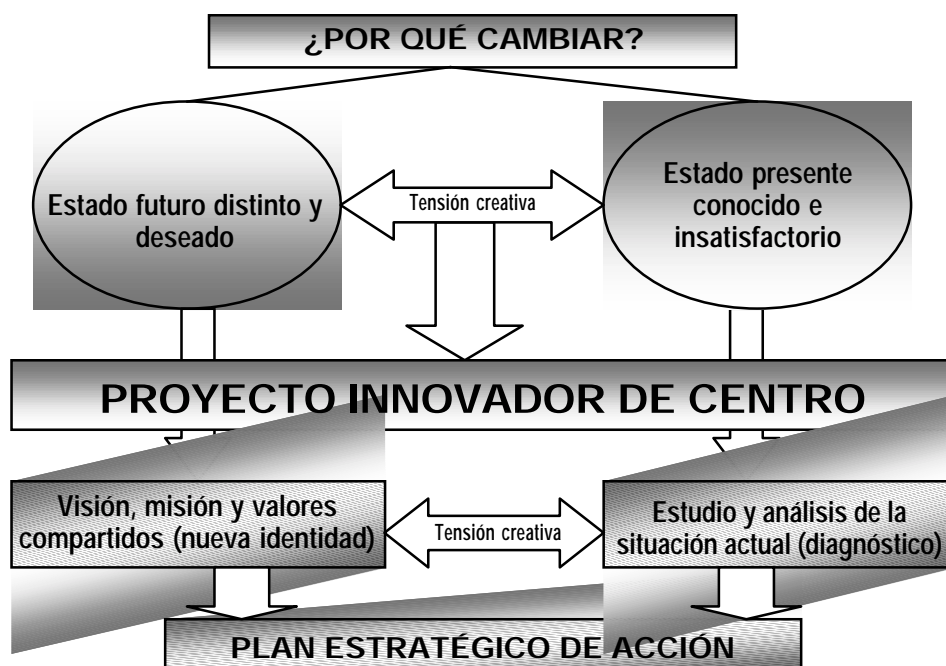 ¿POR QUÉ CAMBIAR?
Estado futuro distinto y
deseado
Tensión creativa
Estado presente
conocido e
insatisfactorio
PROYECTO INNOVADOR DE CENTRO
Visión, misión y valores
compartidos (nueva identidad)
Tensión creativa
Estudio y análisis de la
situación actual (diagnóstico)
PLAN ESTRATÉGICO DE ACCIÓN